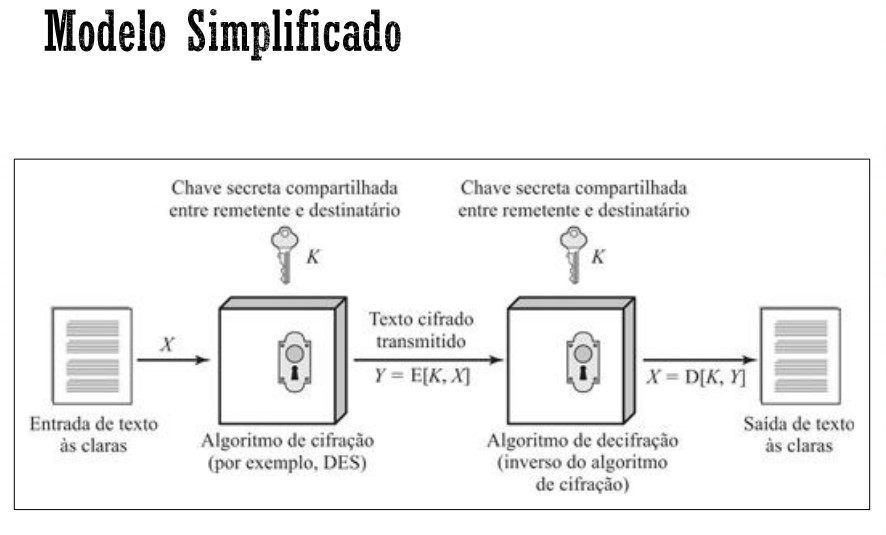 Modelo Simplificado
Chave secreta compartilhada
entre remetente e destinatário
K
Chave secreta compartilhada
entre remetente e destinatário
K
X
Texto cifrado
transmitido
Y = E[K, X]
X = D[K, Y]
Entrada de texto
às claras
Algoritmo de cifração
(por exemplo, DES)
Algoritmo de decifração
(inverso do algoritmo
de cifração)
Saída de texto
às claras